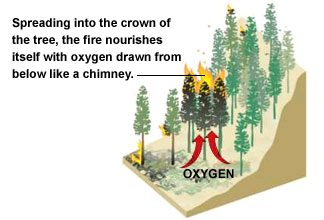 Spreading into the crown of
the tree, the fire nourishes
itself with oxygen drawn from
below like a chimney.
OXYGEN